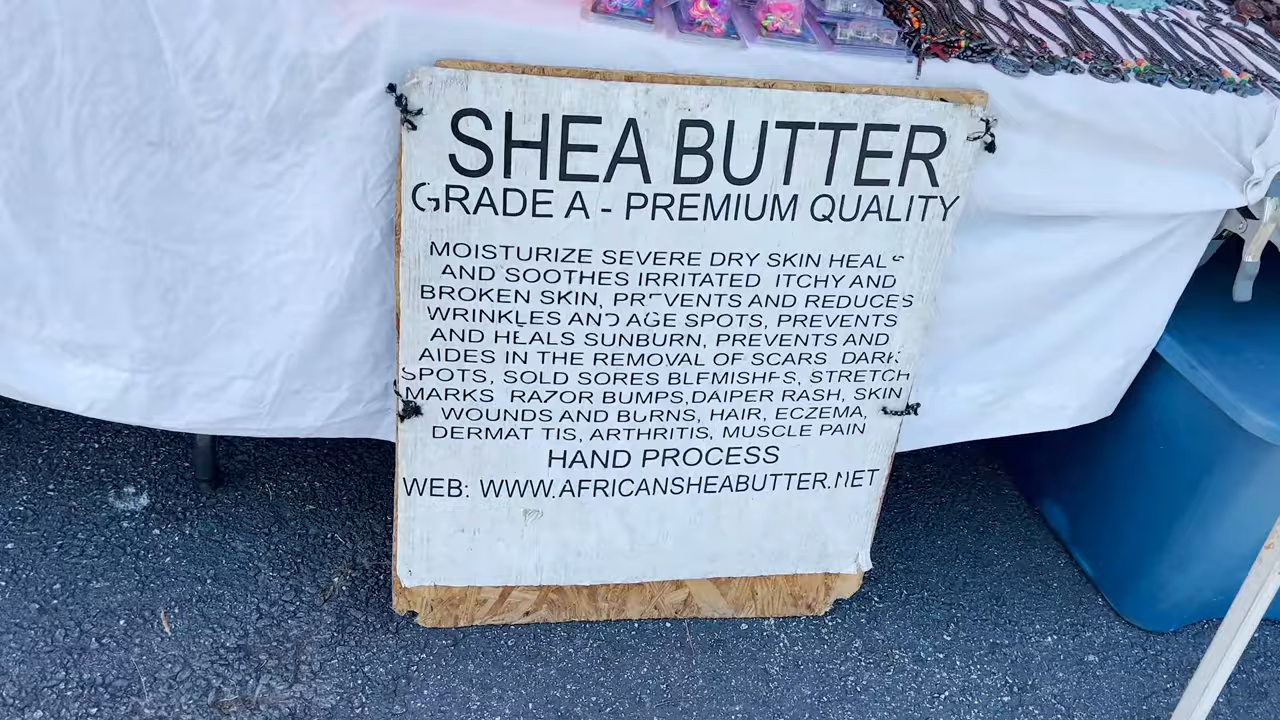 SHEA BUTTER
GRADE A - PREMIUM QUALITY
MOISTURIZE SEVERE DRY SKIN HEALS
AND SOOTHES IRRITATED ITCHY AND
BROKEN SKIN, PREVENTS AND REDUCES
WRINKLES AND AGE SPOTS, PREVENTS
AND HEALS SUNBURN, PREVENTS AND
AIDES IN THE REMOVAL OF SCARS DARK
SPOTS, SOLD SORES BLEMISHES, STRETCH
MARKS RAZOR BUMPS,DAIPER RASH, SKIN
WOUNDS AND BURNS, HAIR, ECZEMA,
DERMAT TIS, ARTHRITIS, MUSCLE PAIN
HAND PROCESS
WEB: WWW.AFRICANSHEABUTTER.NET